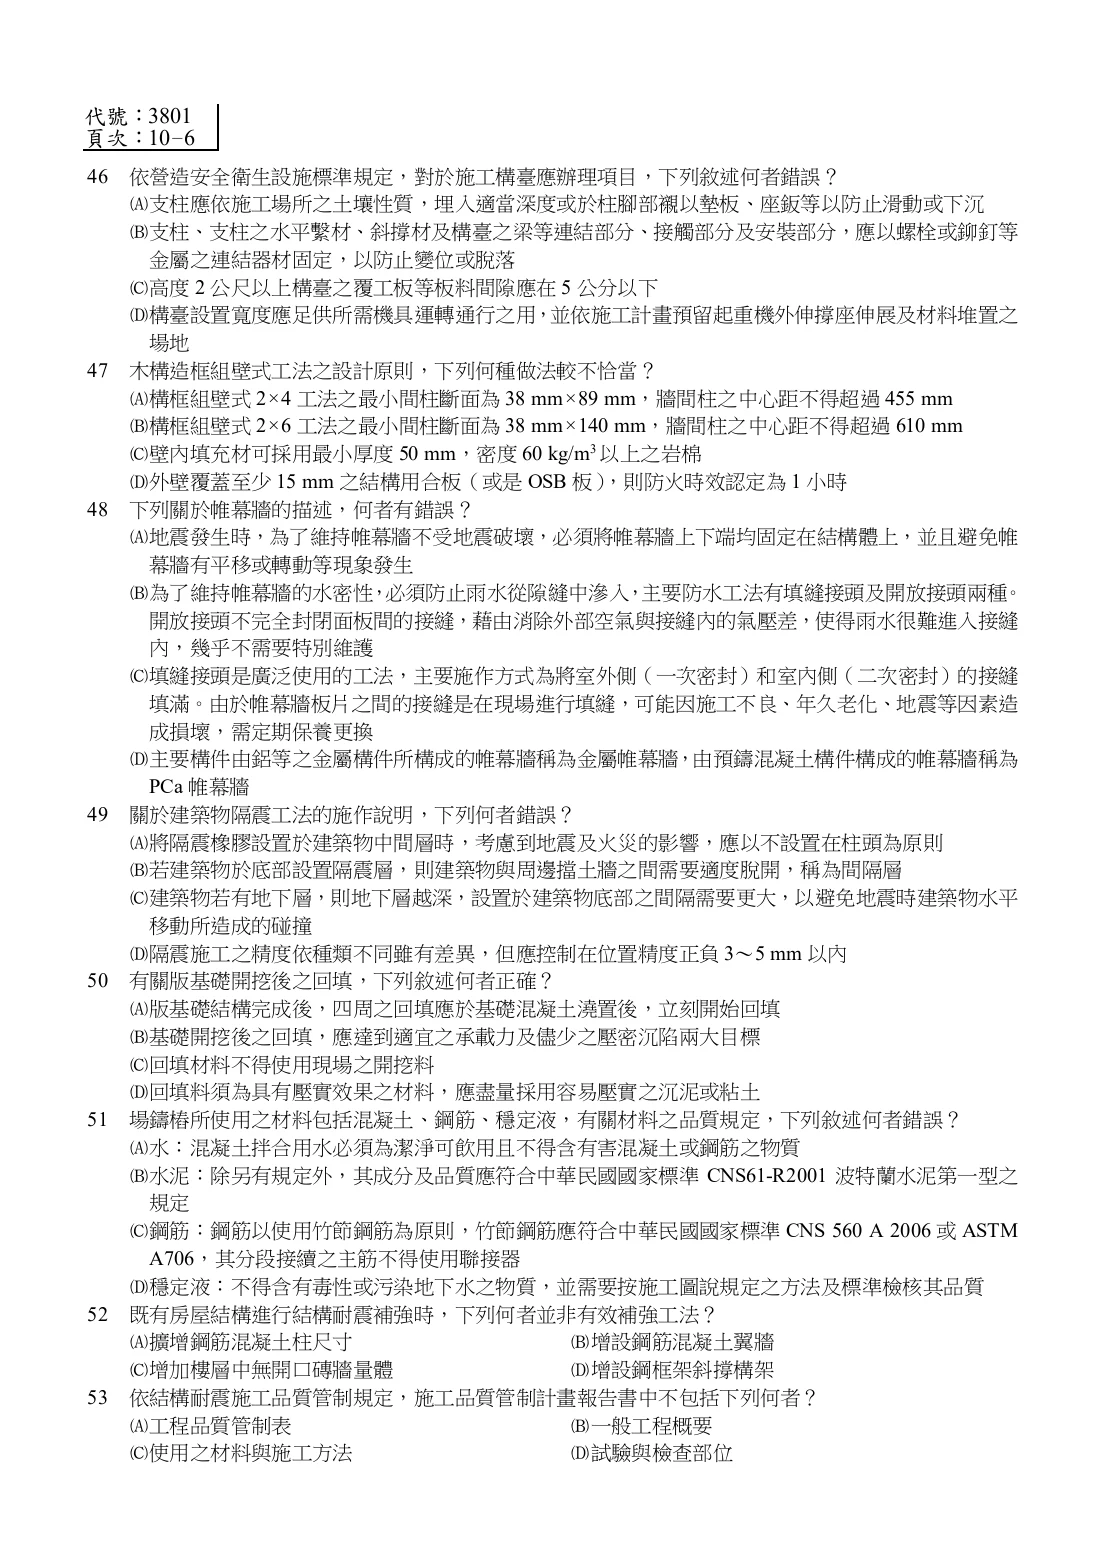 代號：3801
頁次：10－6
46 依營造安全衛生設施標準規定，對於施工構臺應辦理項目，下列敘述何者錯誤？
(A)支柱應依施工場所之土壤性質，埋入適當深度或於柱腳部襯以墊板、座鈑等以防止滑動或下沉
(B)支柱、支柱之水平繫材、斜撐材及構臺之梁等連結部分、接觸部分及安裝部分，應以螺栓或鉚釘等
金屬之連結器材固定，以防止變位或脫落
(C)高度 2 公尺以上構臺之覆工板等板料間隙應在 5 公分以下
(D)構臺設置寬度應足供所需機具運轉通行之用，並依施工計畫預留起重機外伸撐座伸展及材料堆置之
場地
47 木構造框組壁式工法之設計原則，下列何種做法較不恰當？
(A)構框組壁式 2×4 工法之最小間柱斷面為 38 mm×89 mm，牆間柱之中心距不得超過 455 mm
(B)構框組壁式 2×6 工法之最小間柱斷面為 38 mm×140 mm，牆間柱之中心距不得超過 610 mm
(C)壁內填充材可採用最小厚度 50 mm，密度 60 kg/m³ 以上之岩棉
(D)外壁覆蓋至少 15 mm 之結構用合板（或是 OSB 板），則防火時效認定為 1 小時
48 下列關於帷幕牆的描述，何者有錯誤？
(A)地震發生時，為了維持帷幕牆不受地震破壞，必須將帷幕牆上下端均固定在結構體上，並且避免帷
幕牆有平移或轉動等現象發生
(B)為了維持帷幕牆的水密性，必須防止雨水從隙縫中滲入，主要防水工法有填縫接頭及開放接頭兩種。
開放接頭不完全封閉面板間的接縫，藉由消除外部空氣與接縫內的氣壓差，使得雨水很難進入接縫
內，幾乎不需要特別維護
(C)填縫接頭是廣泛使用的工法，主要施作方式為將室外側（一次密封）和室內側（二次密封）的接縫
填滿。由於帷幕牆板片之間的接縫是在現場進行填縫，可能因施工不良、年久老化、地震等因素造
成損壞，需定期保養更換
(D)主要構件由鋁等之金屬構件所構成的帷幕牆稱為金屬帷幕牆，由預鑄混凝土構件構成的帷幕牆稱為
PCa 帷幕牆
49 關於建築物隔震工法的施作說明，下列何者錯誤？
(A)將隔震橡膠設置於建築物中間層時，考慮到地震及火災的影響，應以不設置在柱頭為原則
(B)若建築物於底部設置隔震層，則建築物與周邊擋土牆之間需要適度脫開，稱為間隔層
(C)建築物若有地下層，則地下層越深，設置於建築物底部之間隔需要更大，以避免地震時建築物水平
移動所造成的碰撞
(D)隔震施工之精度依種類不同雖有差異，但應控制在位置精度正負 3～5 mm 以內
50 有關版基礎開挖後之回填，下列敘述何者正確？
(A)版基礎結構完成後，四周之回填應於基礎混凝土澆置後，立刻開始回填
(B)基礎開挖後之回填，應達到適宜之承載力及儘少之壓密沉陷兩大目標
(C)回填材料不得使用現場之開挖料
(D)回填料須為具有壓實效果之材料，應盡量採用容易壓實之沉泥或粘土
51 場鑄樁所使用之材料包括混凝土、鋼筋、穩定液，有關材料之品質規定，下列敘述何者錯誤？
(A)水：混凝土拌合用水必須為潔淨可飲用且不得含有害混凝土或鋼筋之物質
(B)水泥：除另有規定外，其成分及品質應符合中華民國國家標準 CNS61-R2001 波特蘭水泥第一型之
規定
(C)鋼筋：鋼筋以使用竹節鋼筋為原則，竹節鋼筋應符合中華民國國家標準 CNS 560 A 2006 或 ASTM
A706，其分段接續之主筋不得使用聯接器
(D)穩定液：不得含有毒性或污染地下水之物質，並需要按施工圖說規定之方法及標準檢核其品質
52 既有房屋結構進行結構耐震補強時，下列何者並非有效補強工法？
(A)擴增鋼筋混凝土柱尺寸 (B)增設鋼筋混凝土翼牆
(C)增加樓層中無開口磚牆量體 (D)增設鋼框架斜撐構架
53 依結構耐震施工品質管制規定，施工品質管制計畫報告書中不包括下列何者？
(A)工程品質管制表 (B)一般工程概要
(C)使用之材料與施工方法 (D)試驗與檢查部位